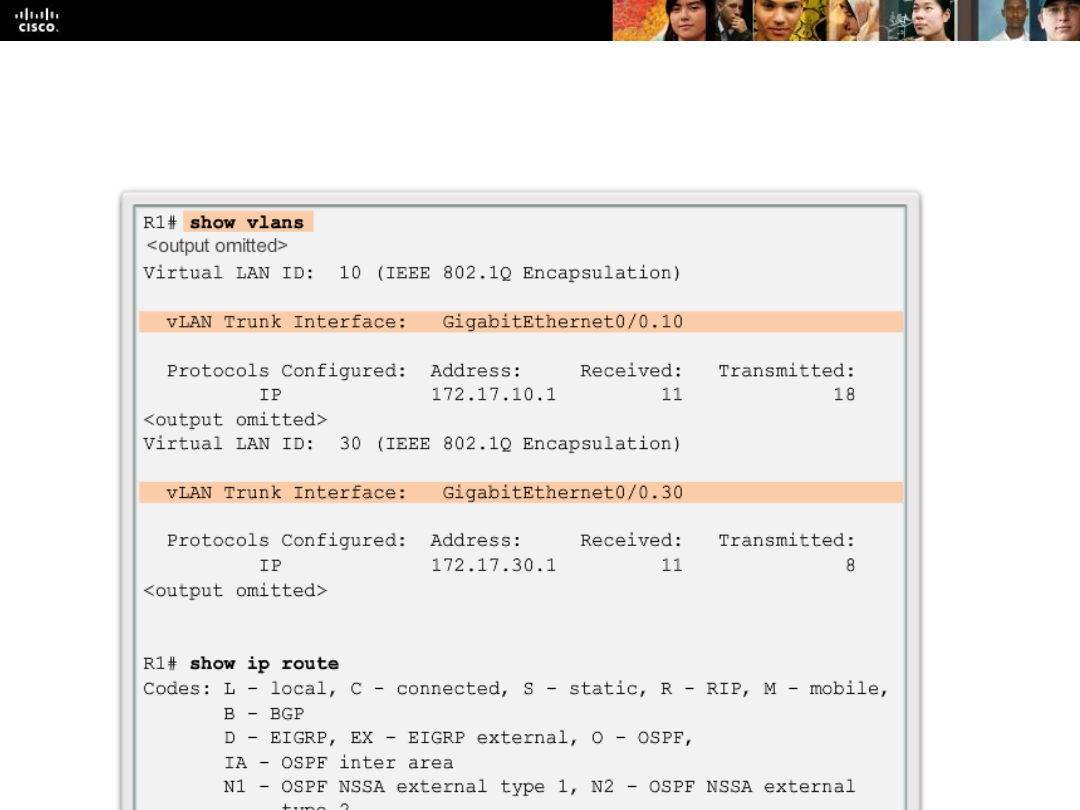 CISCO.
R1# show vlans
<output omitted>
Virtual LAN ID:  10 (IEEE 802.1Q Encapsulation)
vLAN Trunk Interface:   GigabitEthernet0/0.10
Protocols Configured:  Address:     Received:   Transmitted:
IP             172.17.10.1         11             18
<output omitted>
Virtual LAN ID:  30 (IEEE 802.1Q Encapsulation)
vLAN Trunk Interface:   GigabitEthernet0/0.30
Protocols Configured:  Address:     Received:   Transmitted:
IP             172.17.30.1         11              8
<output omitted>
R1# show ip route
Codes: L - local, C - connected, S - static, R - RIP, M - mobile,
B - BGP
D - EIGRP, EX - EIGRP external, O - OSPF,
IA - OSPF inter area
N1 - OSPF NSSA external type 1, N2 - OSPF NSSA external
type 2